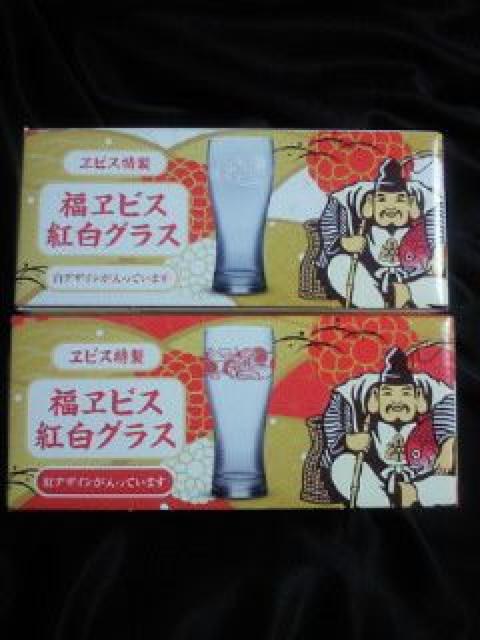 ヱビス特製
福ヱビス
紅白グラス
白デザインが入っています
ヱビス特製
福ヱビス
紅白グラス
紅デザインが入っています